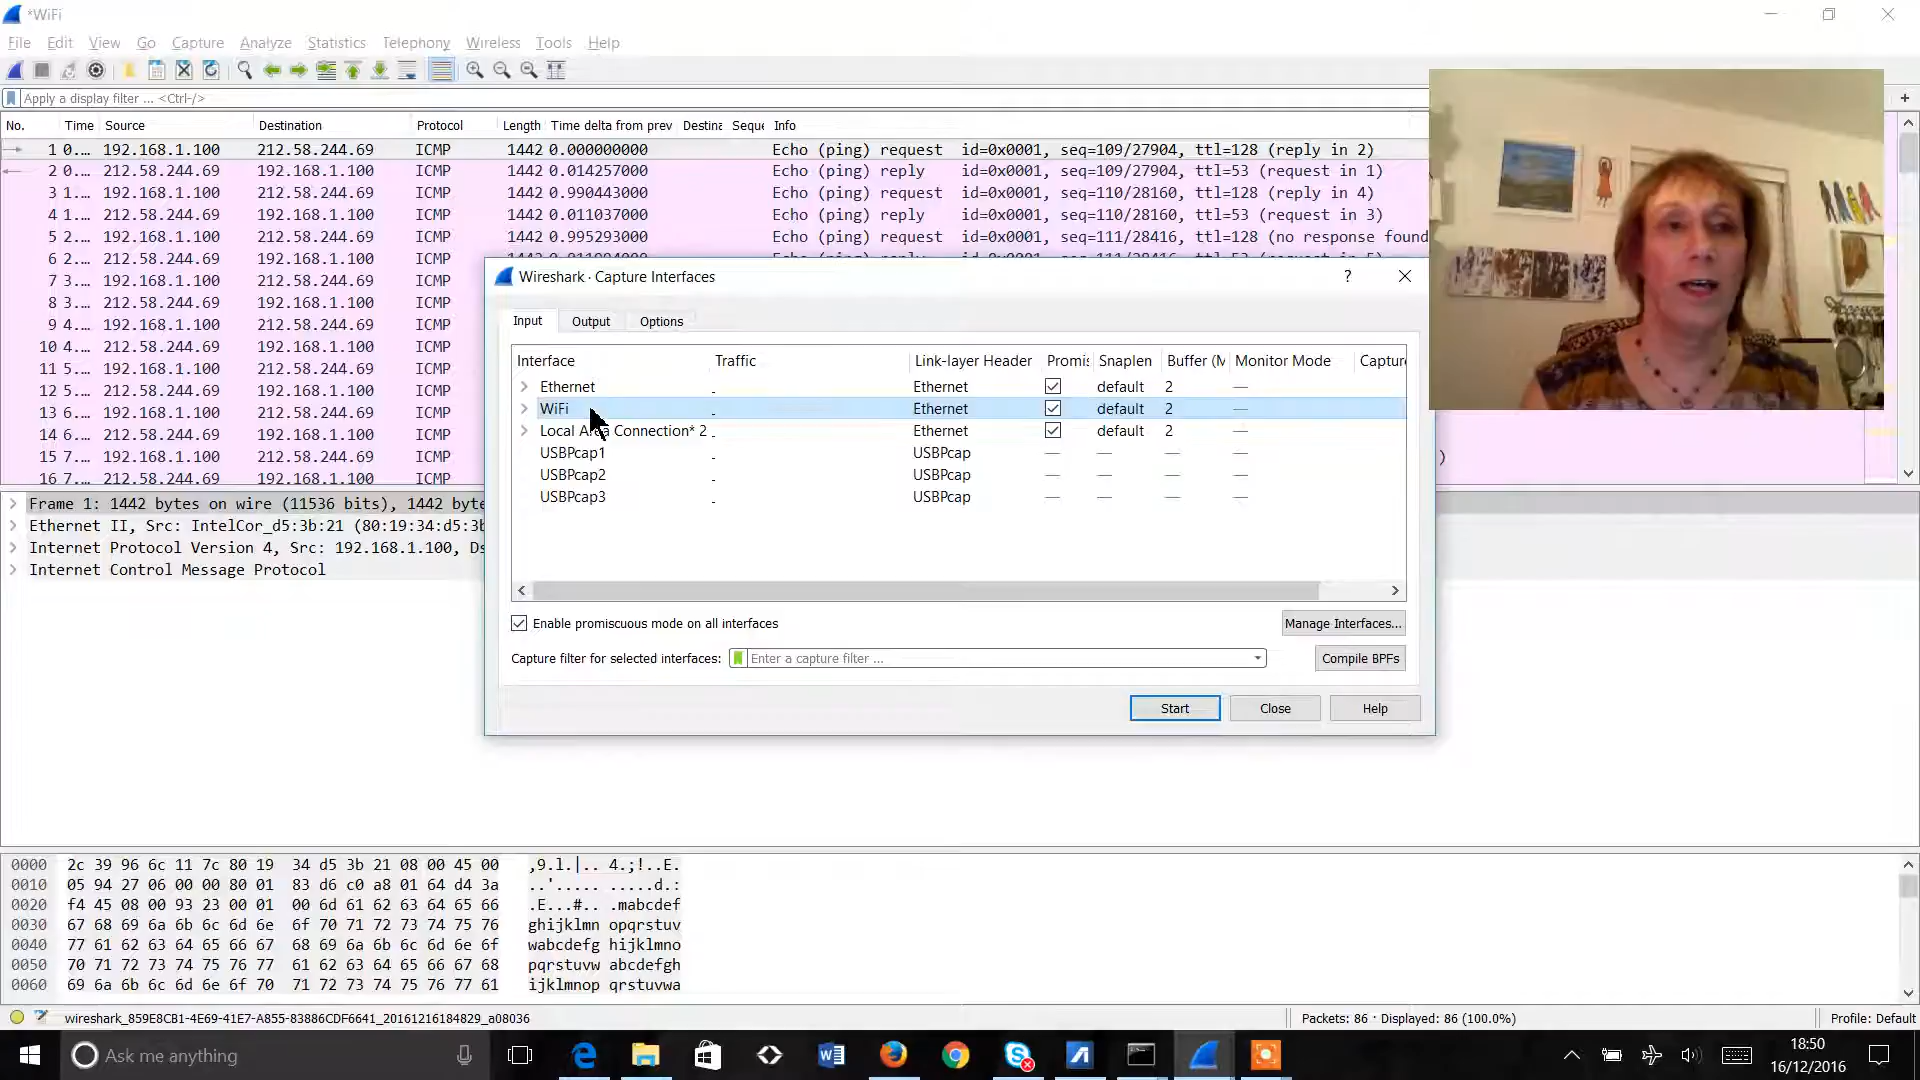 *WiFi
File Edit View Go Capture Analyze Statistics Telephony Wireless Tools Help
Apply a display filter ... <Ctrl-/>
No. Time Source Destination Protocol Length Time delta from prev Destina Seque Info
1 0.... 192.168.1.100 212.58.244.69 ICMP 1442 0.000000000 Echo (ping) request id=0x0001, seq=109/27904, ttl=128 (reply in 2)
2 0.... 212.58.244.69 192.168.1.100 ICMP 1442 0.014257000 Echo (ping) reply id=0x0001, seq=109/27904, ttl=53 (request in 1)
3 1.... 192.168.1.100 212.58.244.69 ICMP 1442 0.990443000 Echo (ping) request id=0x0001, seq=110/28160, ttl=128 (reply in 4)
4 1.... 212.58.244.69 192.168.1.100 ICMP 1442 0.011037000 Echo (ping) reply id=0x0001, seq=110/28160, ttl=53 (request in 3)
5 2.... 192.168.1.100 212.58.244.69 ICMP 1442 0.995293000 Echo (ping) request id=0x0001, seq=111/28416, ttl=128 (no response found
6 2.... 212.58.244.69 192.168.1.100 ICMP
7 3.... 192.168.1.100 212.58.244.69 ICMP
8 3.... 212.58.244.69 192.168.1.100 ICMP
9 4.... 192.168.1.100 212.58.244.69 ICMP
10 4.... 212.58.244.69 192.168.1.100 ICMP
11 5.... 192.168.1.100 212.58.244.69 ICMP
12 5.... 212.58.244.69 192.168.1.100 ICMP
13 6.... 192.168.1.100 212.58.244.69 ICMP
14 6.... 212.58.244.69 192.168.1.100 ICMP
15 7.... 192.168.1.100 212.58.244.69 ICMP )
16 7.... 212.58.244.69 192.168.1.100 ICMP
Wireshark · Capture Interfaces
Input Output Options
Interface Traffic Link-layer Header Promis Snaplen Buffer (M Monitor Mode Capture
Ethernet Ethernet default 2 —
WiFi Ethernet default 2 —
Local Area Connection* 2 Ethernet default 2 —
USBPcap1 USBPcap — — — —
USBPcap2 USBPcap — — — —
USBPcap3 USBPcap — — — —
Enable promiscuous mode on all interfaces Manage Interfaces...
Capture filter for selected interfaces: Enter a capture filter ... Compile BPFs
Start Close Help
Frame 1: 1442 bytes on wire (11536 bits), 1442 byte
Ethernet II, Src: IntelCor_d5:3b:21 (80:19:34:d5:3b
Internet Protocol Version 4, Src: 192.168.1.100, Ds
Internet Control Message Protocol
0000 2c 39 96 6c 11 7c 80 19 34 d5 3b 21 08 00 45 00 ,9.l.|.. 4.;!..E.
0010 05 94 27 06 00 00 80 01 83 d6 c0 a8 01 64 d4 3a ..'..... .....d.:
0020 f4 45 08 00 93 23 00 01 00 6d 61 62 63 64 65 66 .E...#.. .mabcdef
0030 67 68 69 6a 6b 6c 6d 6e 6f 70 71 72 73 74 75 76 ghijklmn opqrstuv
0040 77 61 62 63 64 65 66 67 68 69 6a 6b 6c 6d 6e 6f wabcdefg hijklmno
0050 70 71 72 73 74 75 76 77 61 62 63 64 65 66 67 68 pqrstuvw abcdefgh
0060 69 6a 6b 6c 6d 6e 6f 70 71 72 73 74 75 76 77 61 ijklmnop qrstuvwa
wireshark_859E8CB1-4E69-41E7-A855-83886CDF6641_20161216184829_a08036 Packets: 86 · Displayed: 86 (100.0%) Profile: Default
Ask me anything 18:50
16/12/2016